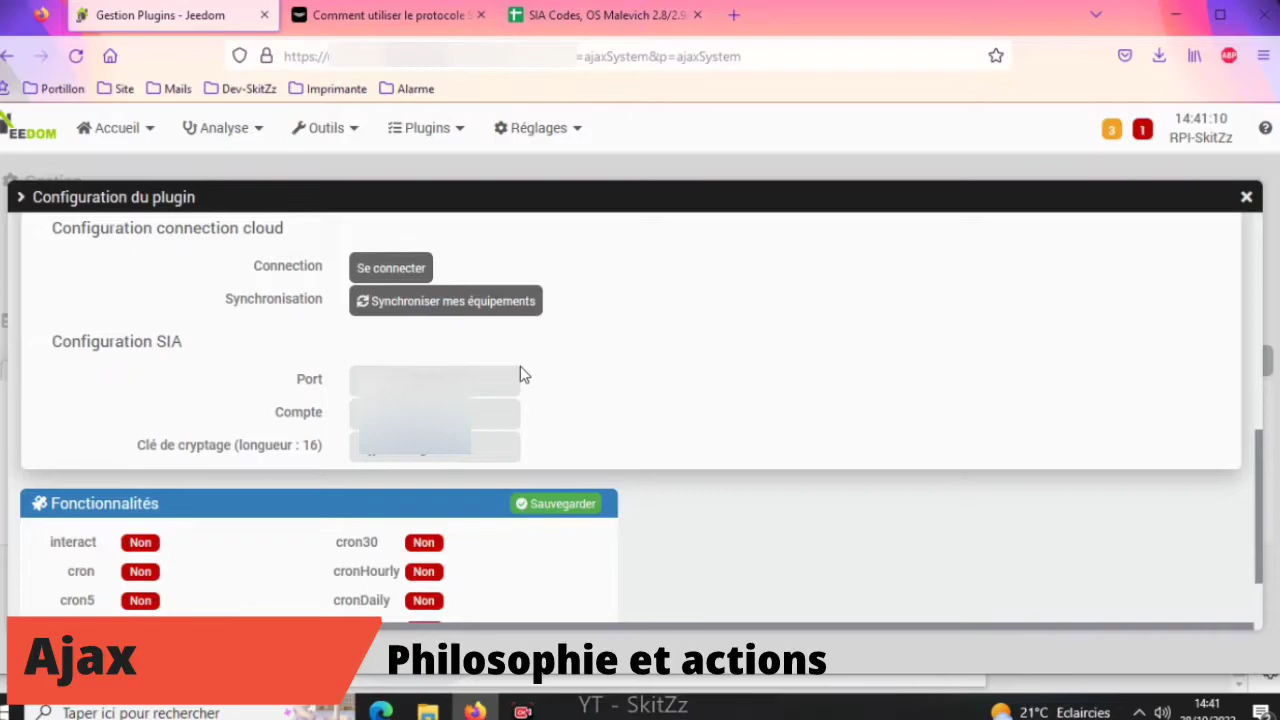 Gestion Plugins - Jeedom
Comment utiliser le protocole S
SIA Codes, OS Malevich 2.8/2.9
https:// =ajaxSystem&p=ajaxSystem
ABP
Portillon Site Mails Dev-SkitZz Imprimante Alarme
EEDOM Accueil Analyse Outils Plugins Réglages 3 1 14:41:10
RPI-SkitZz
Configuration du plugin
Configuration connection cloud
Connection Se connecter
Synchronisation Synchroniser mes équipements
Configuration SIA
Port
Compte
Clé de cryptage (longueur : 16)
Fonctionnalités Sauvegarder
interact Non cron30 Non
cron Non cronHourly Non
cron5 Non cronDaily Non
Ajax Philosophie et actions
YT - SkitZz
Taper ici pour rechercher
21°C Eclaircies
14:41